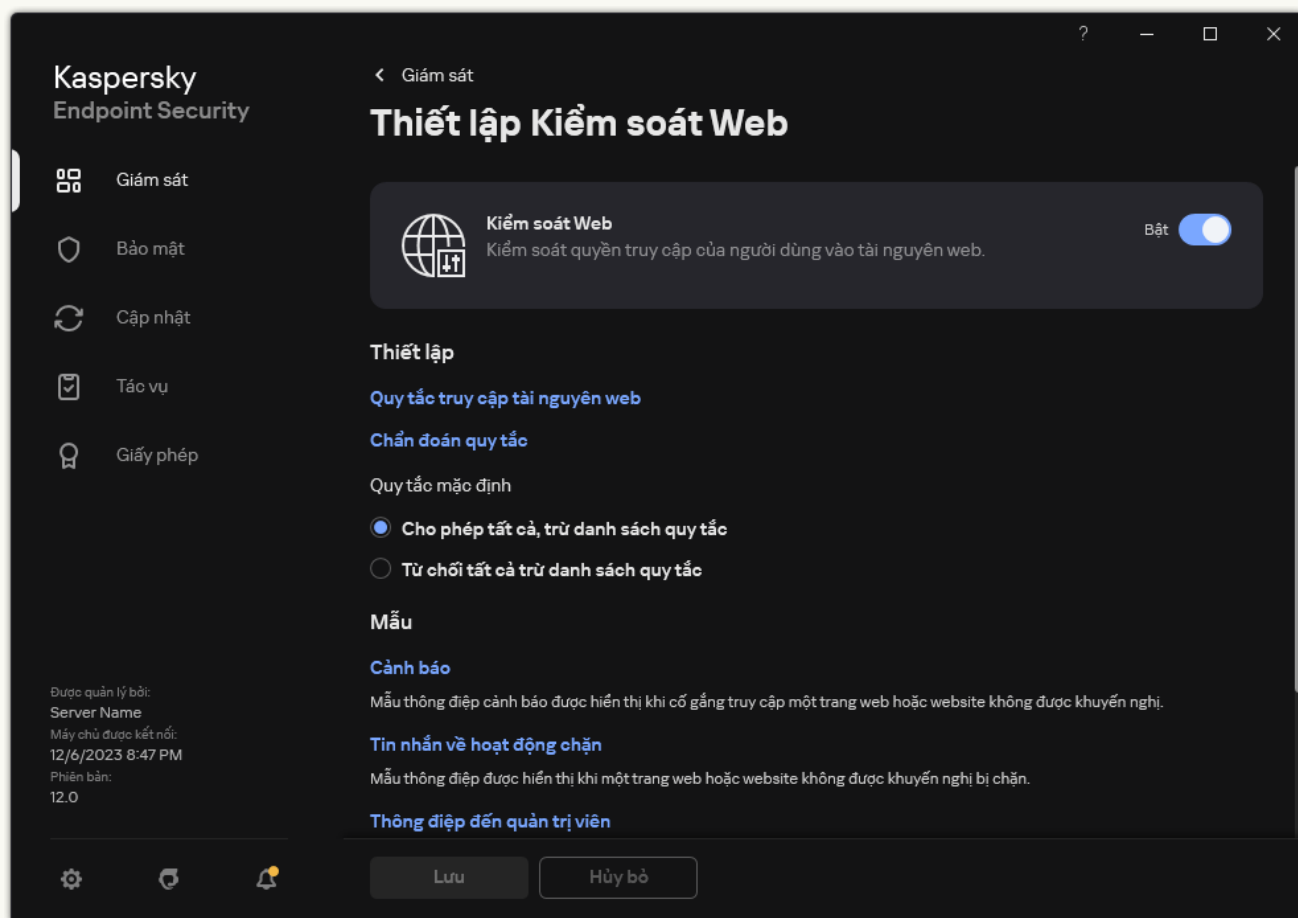 ?
Kaspersky
Endpoint Security
Giám sát
Bảo mật
Cập nhật
Tác vụ
Giấy phép
Được quản lý bởi:
Server Name
Máy chủ được kết nối:
12/6/2023 8:47 PM
Phiên bản:
12.0
Giám sát
Thiết lập Kiểm soát Web
Kiểm soát Web
Kiểm soát quyền truy cập của người dùng vào tài nguyên web.
Bật
Thiết lập
Quy tắc truy cập tài nguyên web
Chẩn đoán quy tắc
Quy tắc mặc định
Cho phép tất cả, trừ danh sách quy tắc
Từ chối tất cả trừ danh sách quy tắc
Mẫu
Cảnh báo
Mẫu thông điệp cảnh báo được hiển thị khi cố gắng truy cập một trang web hoặc website không được khuyến nghị.
Tin nhắn về hoạt động chặn
Mẫu thông điệp được hiển thị khi một trang web hoặc website không được khuyến nghị bị chặn.
Thông điệp đến quản trị viên
Lưu
Hủy bỏ